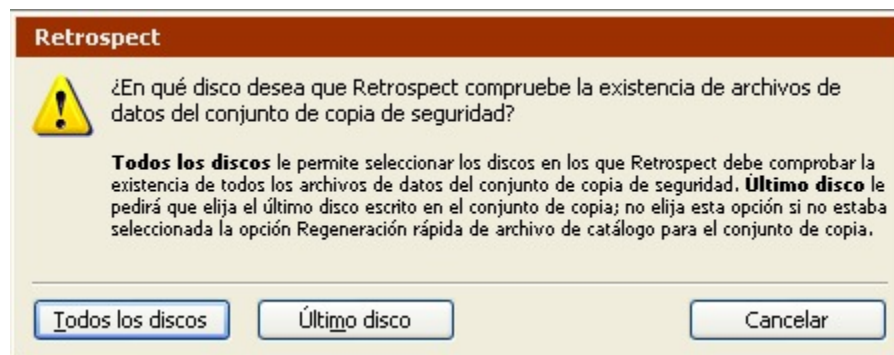 Retrospect
¿En qué disco desea que Retrospect compruebe la existencia de archivos de
datos del conjunto de copia de seguridad?
Todos los discos le permite seleccionar los discos en los que Retrospect debe comprobar la
existencia de todos los archivos de datos del conjunto de copia de seguridad. Último disco le
pedirá que elija el último disco escrito en el conjunto de copia; no elija esta opción si no estaba
seleccionada la opción Regeneración rápida de archivo de catálogo para el conjunto de copia.
Todos los discos
Último disco
Cancelar